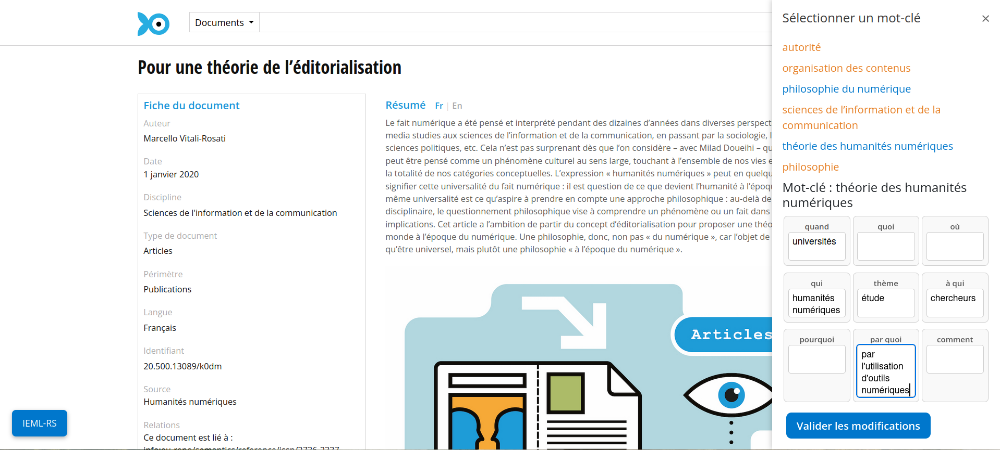 Documents
Pour une théorie de l’éditorialisation
Fiche du document
Auteur
Marcello Vitali-Rosati
Date
1 janvier 2020
Discipline
Sciences de l'information et de la communication
Type de document
Articles
Périmètre
Publications
Langue
Français
Identifiant
20.500.13089/k0dm
Source
Humanités numériques
Relations
Ce document est lié à :
info:eu-repo/semantics/reference/issn/2736-2337
Résumé Fr | En
Le fait numérique a été pensé et interprété pendant des dizaines d’années dans diverses perspect
media studies aux sciences de l’information et de la communication, en passant par la sociologie, l
sciences politiques, etc. Cela n’est pas surprenant dès que l’on considère – avec Milad Doueihi – qu
peut être pensé comme un phénomène culturel au sens large, touchant à l’ensemble de nos vies e
la totalité de nos catégories conceptuelles. L’expression « humanités numériques » peut en quelqu
signifier cette universalité du fait numérique : il est question de ce que devient l’humanité à l’époq
même universalité est ce qu’aspire à prendre en compte une approche philosophique : au-delà de
disciplinaire, le questionnement philosophique vise à comprendre un phénomène ou un fait dans
implications. Cet article a l’ambition de partir du concept d’éditorialisation pour proposer une théo
monde à l’époque du numérique. Une philosophie, donc, non pas « du numérique », car l’objet de
qu’être universel, mais plutôt une philosophie « à l’époque du numérique ».
Articles
IEML-RS
Sélectionner un mot-clé ×
autorité
organisation des contenus
philosophie du numérique
sciences de l’information et de la
communication
théorie des humanités numériques
philosophie
Mot-clé : théorie des humanités
numériques
quand
universités
quoi
où
qui
humanités
numériques
thème
étude
à qui
chercheurs
pourquoi
par quoi
par
l'utilisation
d'outils
numériques
comment
Valider les modifications